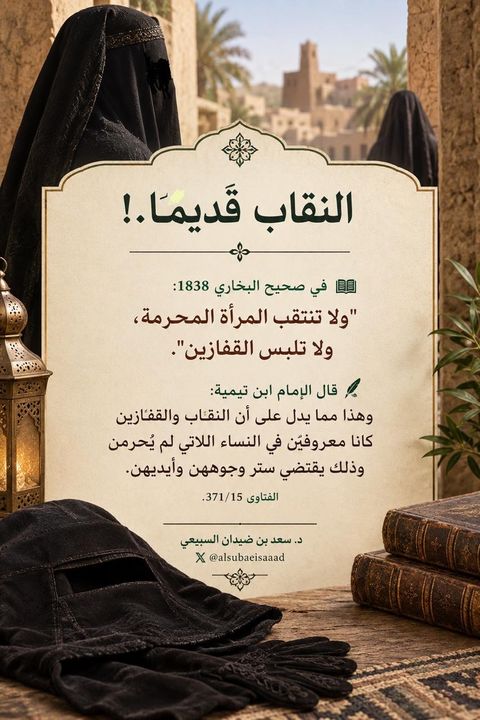 النقاب قَديمًا.!
في صحيح البخاري 1838:
"ولا تنتقب المرأة المحرمة،
ولا تلبس القفازين".
قال الإمام ابن تيمية:
وهذا مما يدل على أن النقاب والقفازين
كانا معروفيْن في النساء اللاتي لم يُحرمن
وذلك يقتضي ستر وجوههن وأيديهن.
الفتاوى 371/15.
د. سعد بن ضيدان السبيعي
X @alsubaeisaaad